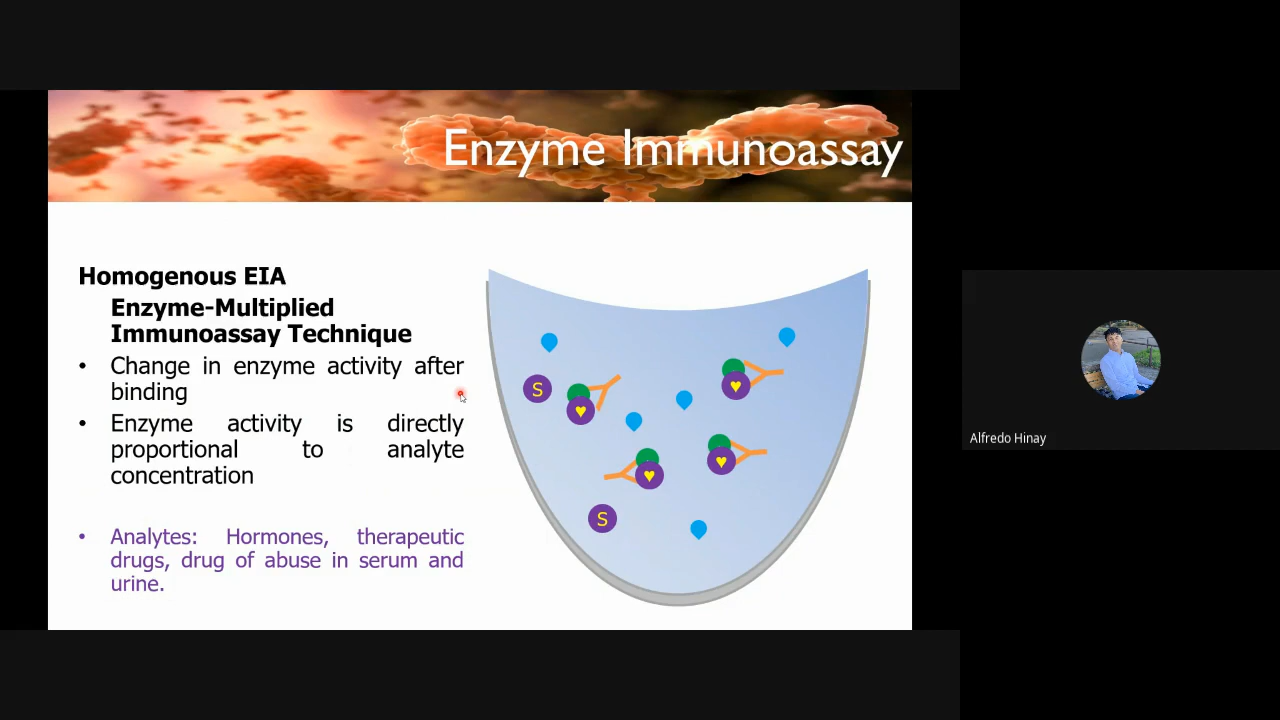 Enzyme Immunoassay
Homogenous EIA
Enzyme-Multiplied
Immunoassay Technique
• Change in enzyme activity after
binding
• Enzyme activity is directly
proportional to analyte
concentration
• Analytes: Hormones, therapeutic
drugs, drug of abuse in serum and
urine.
S
S
Alfredo Hinay